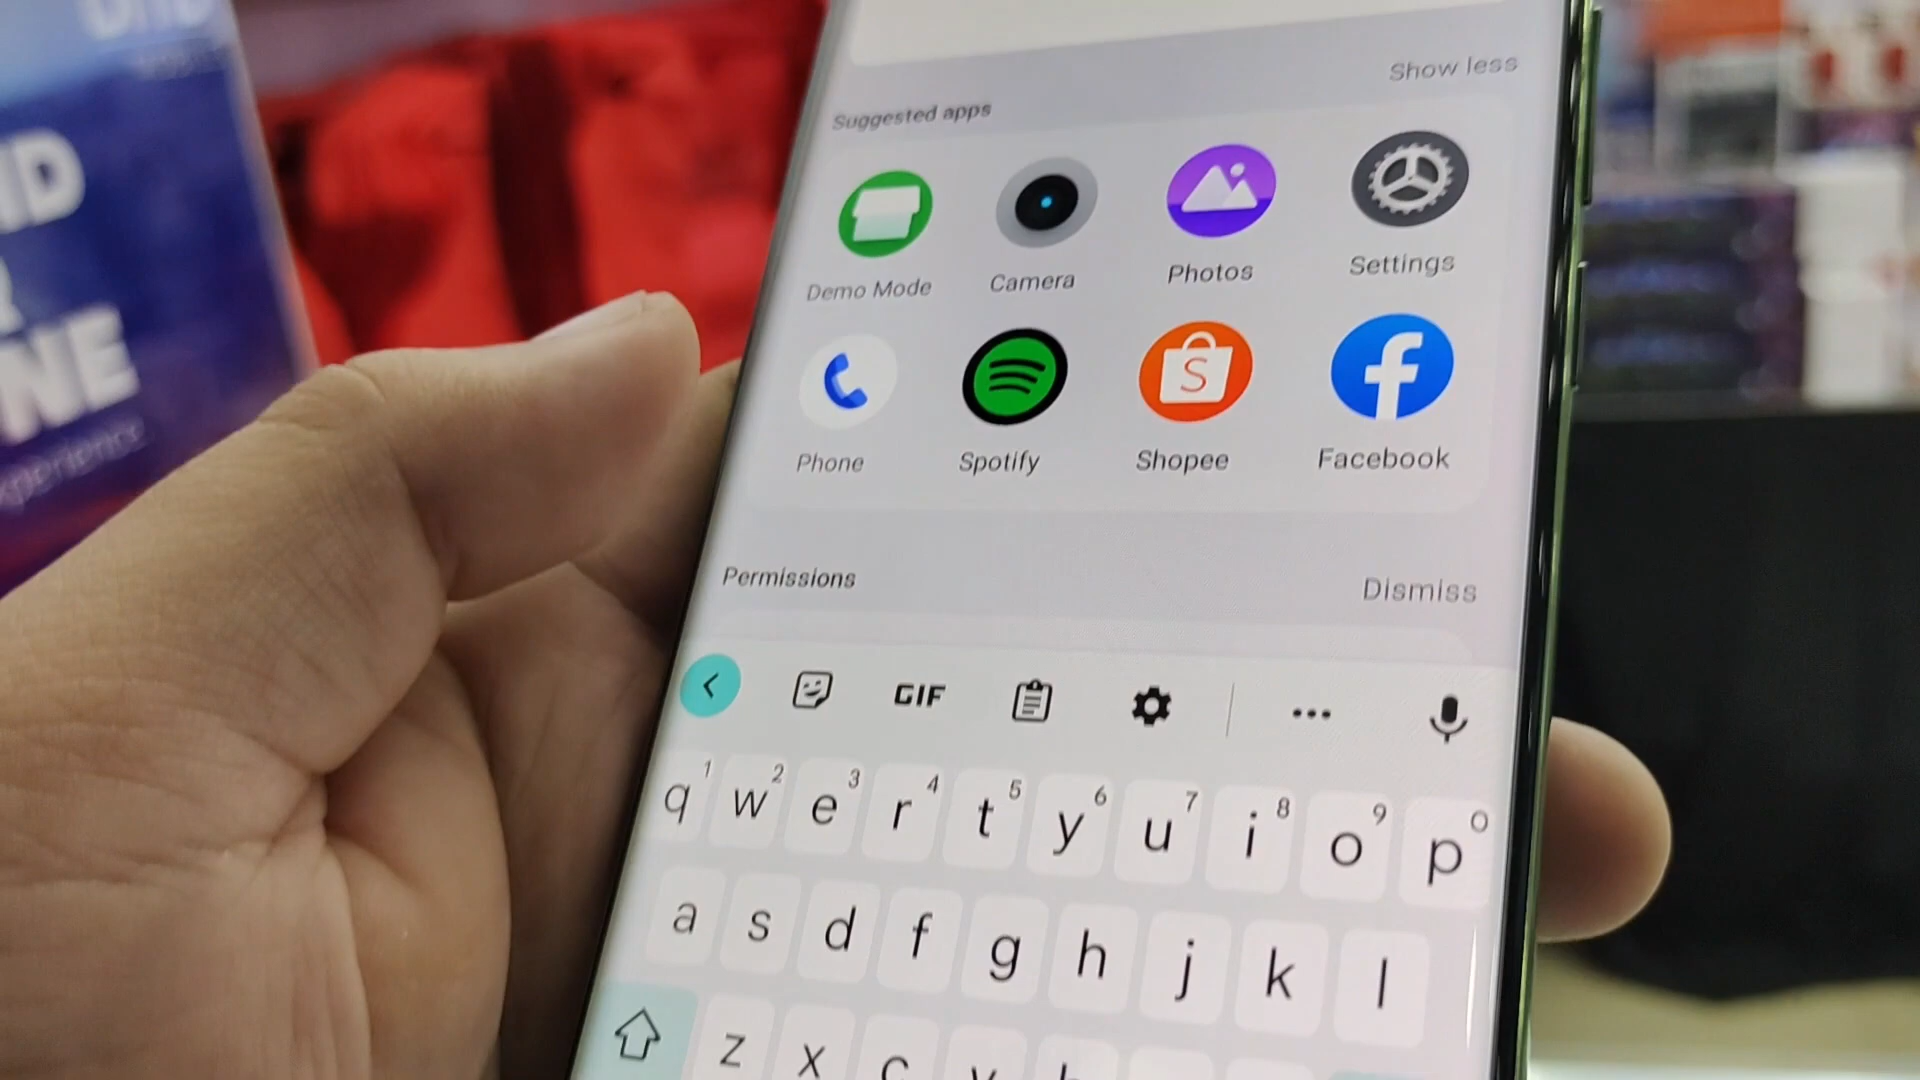 Show less
Suggested apps
Demo Mode
Camera
Photos
Settings
S
f
Phone
Spotify
Shopee
Facebook
Permissions
Dismiss
GIF
q 1 w 2 e 3 r 4 t 5 y 6 u 7 i 8 o 9 p 0
a s d f g h j k l
z x c v